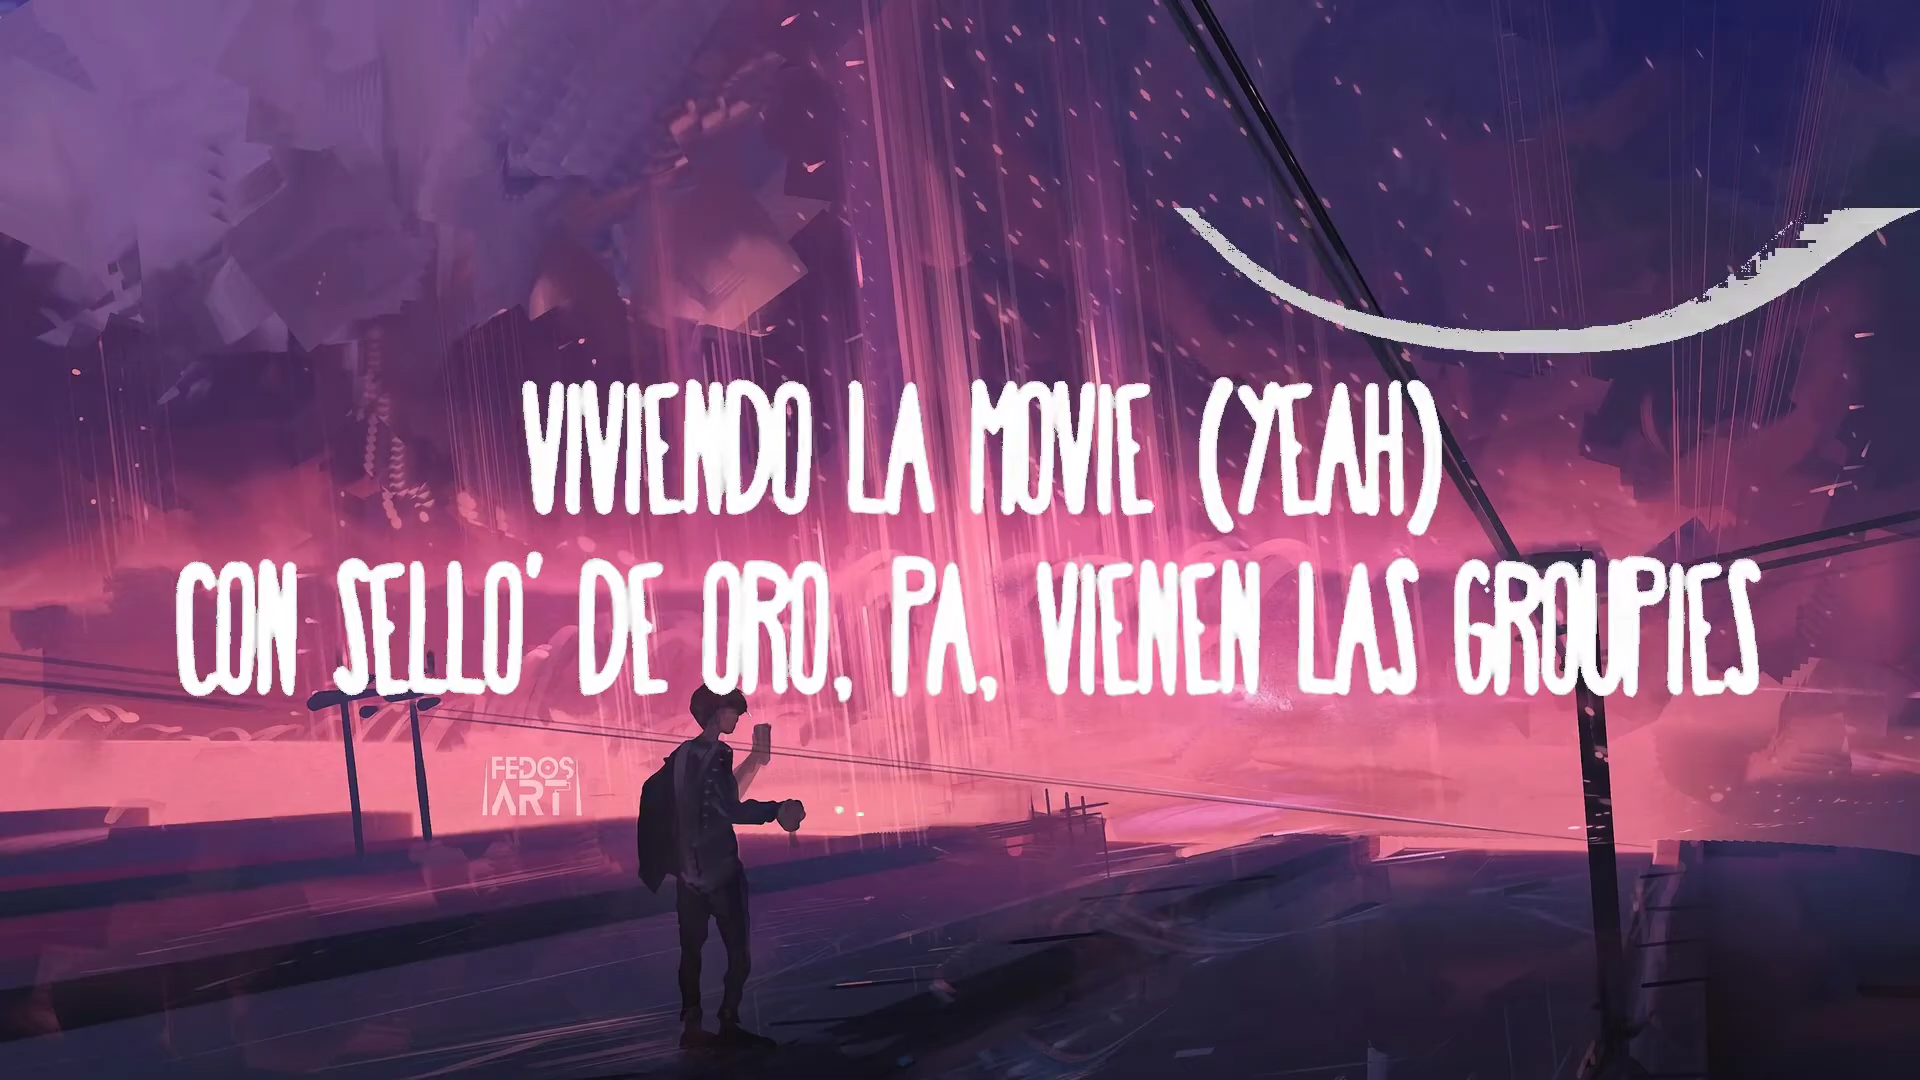 VIVIENDO LA MOVIE (YEAH)
CON SELLO' DE ORO, PA, VIENEN LAS GROUPIES
FEDOS
ART